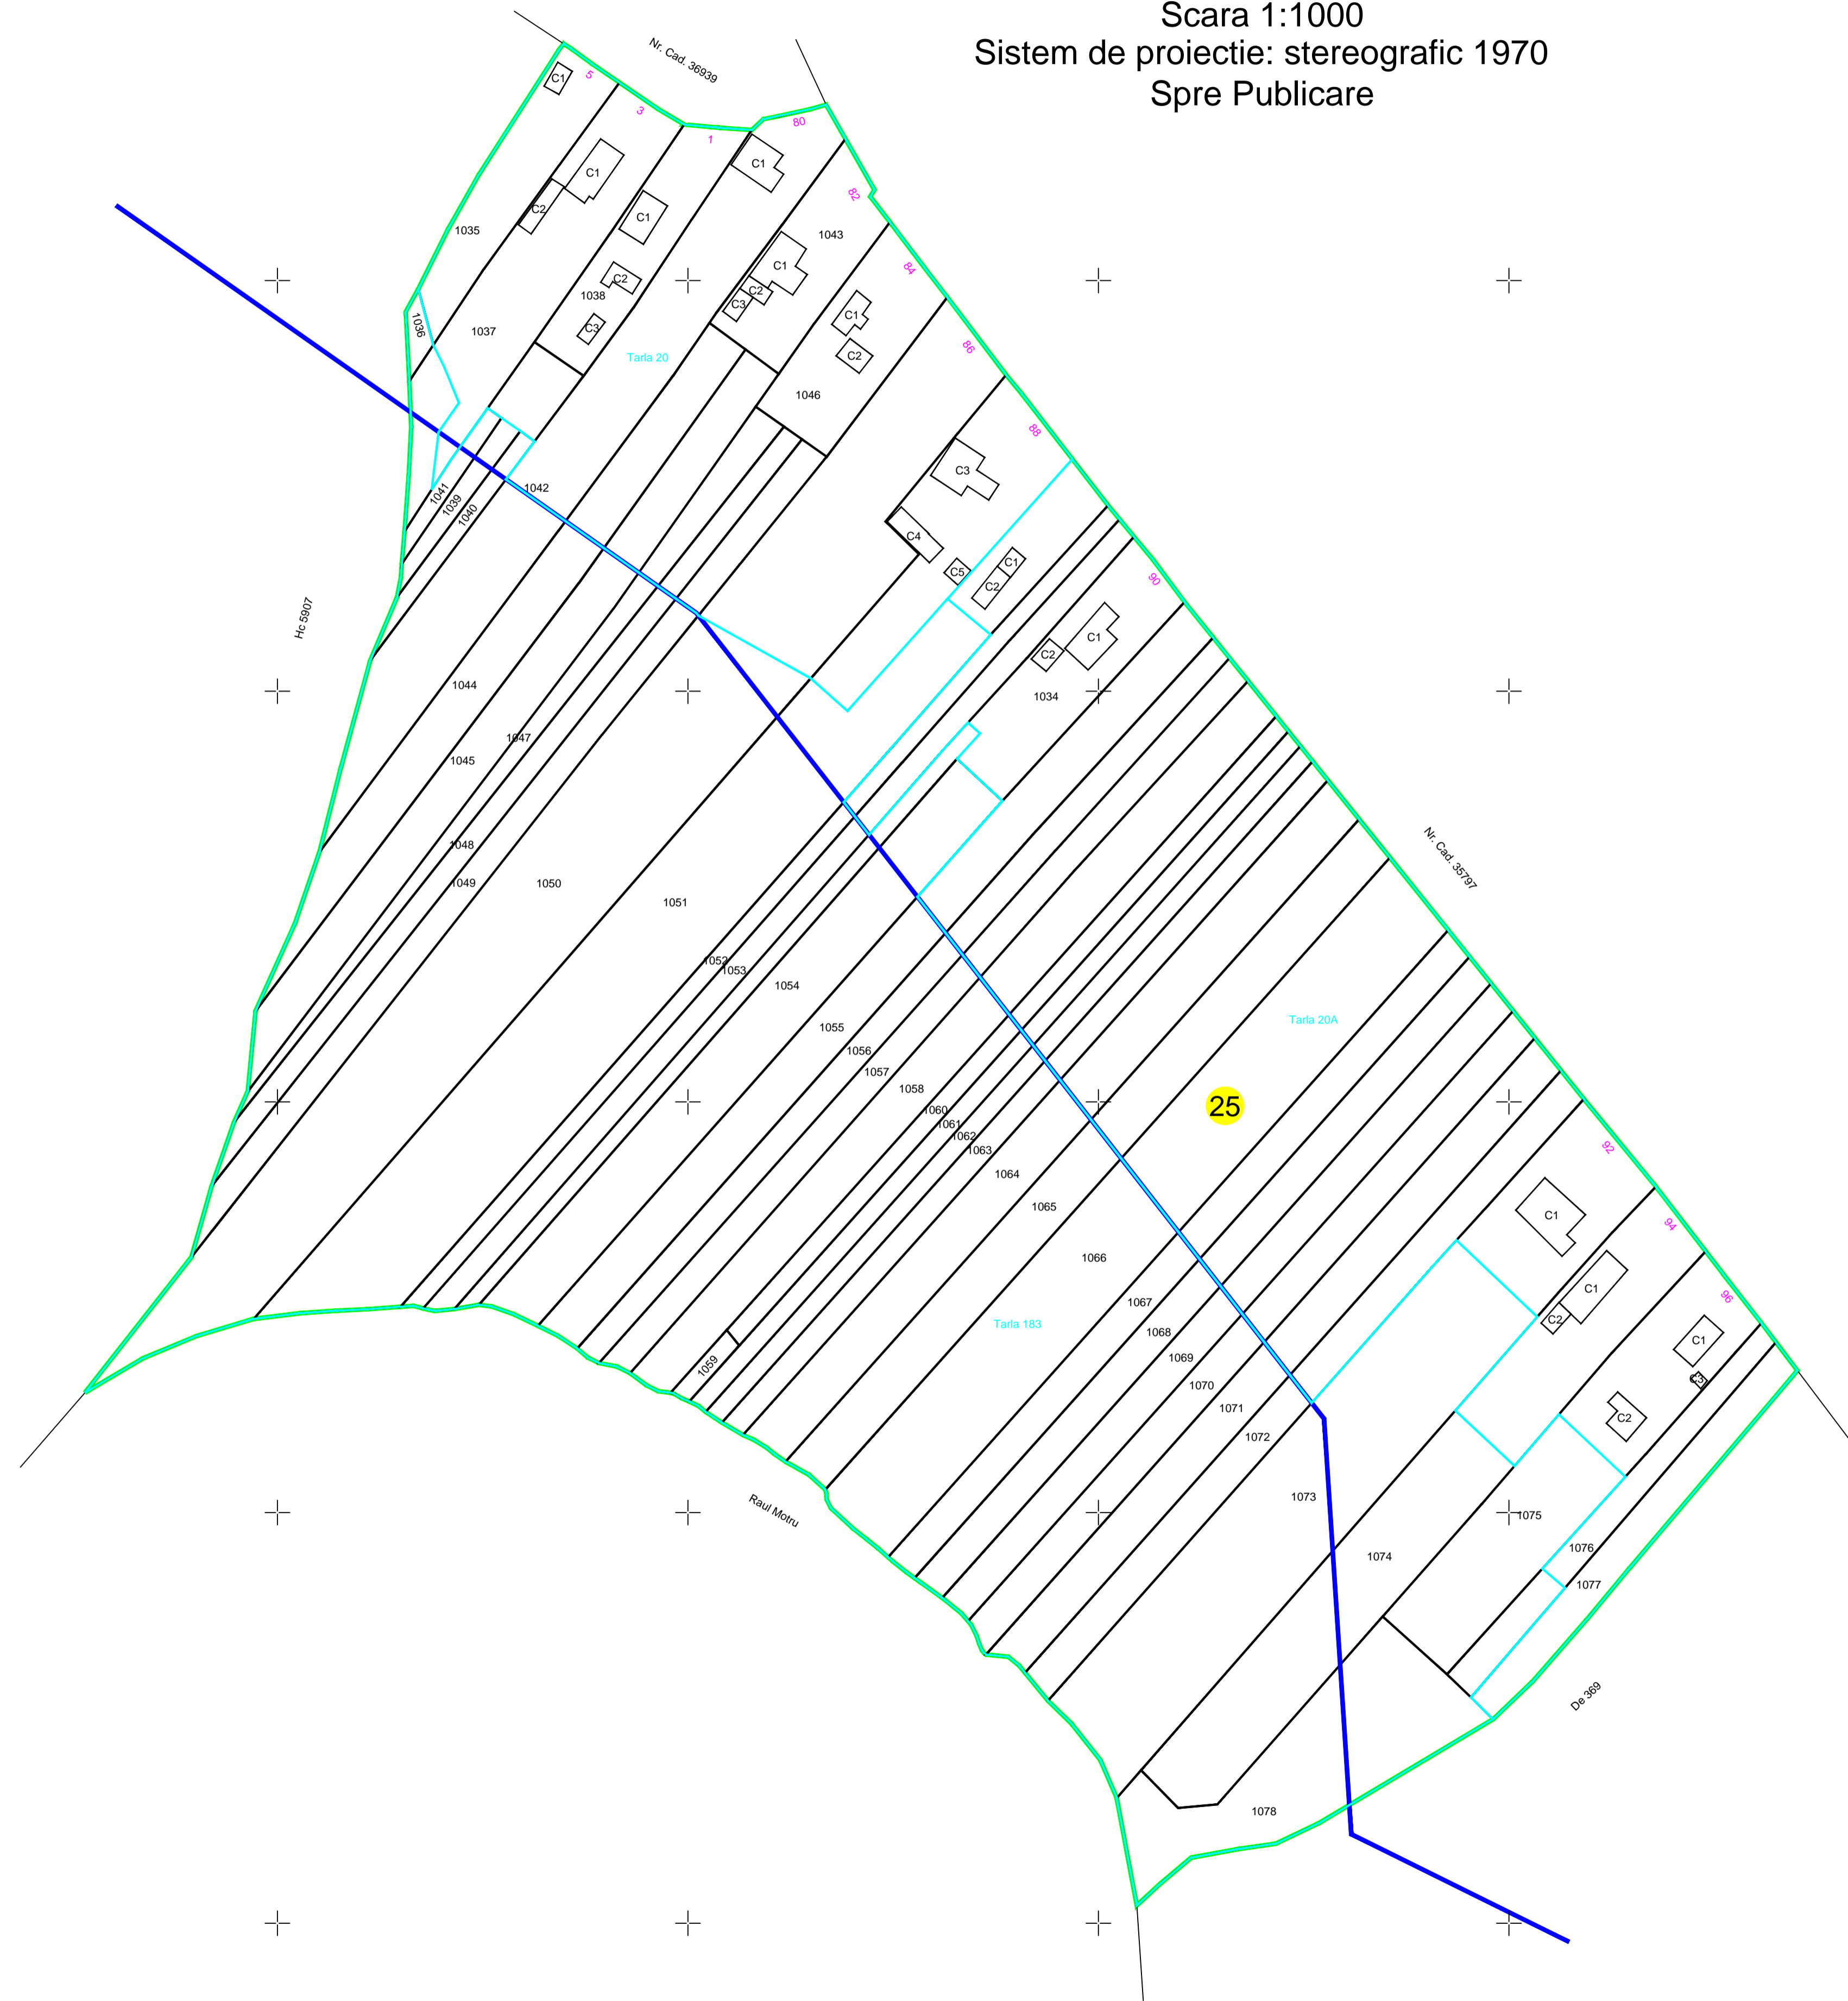 Scara 1:1000
Sistem de proiectie: stereografic 1970
Spre Publicare
Nr. Cad. 36939
5
C1
3
1
80
C1
C1
82
C2
C1
1035
1043
84
C1
C2
C2
C3
1038
C1
1036
1037
C3
Tarla 20
C2
86
1046
88
C3
1041
1039
1040
1042
C4
C1
C5
C2
90
Hc 5907
C1
C2
1044
1034
1047
1045
1048
1049
1050
1051
Nr. Cad. 35797
1052
1053
1054
Tarla 20A
1055
1056
1057
1058
25
1060
1061
1062
1063
92
1064
1065
C1
94
1066
C1
96
1067
C2
Tarla 183
1068
C1
1069
1059
1070
1071
C2
1072
1073
Raul Motru
1075
1076
1074
1077
De 369
1078